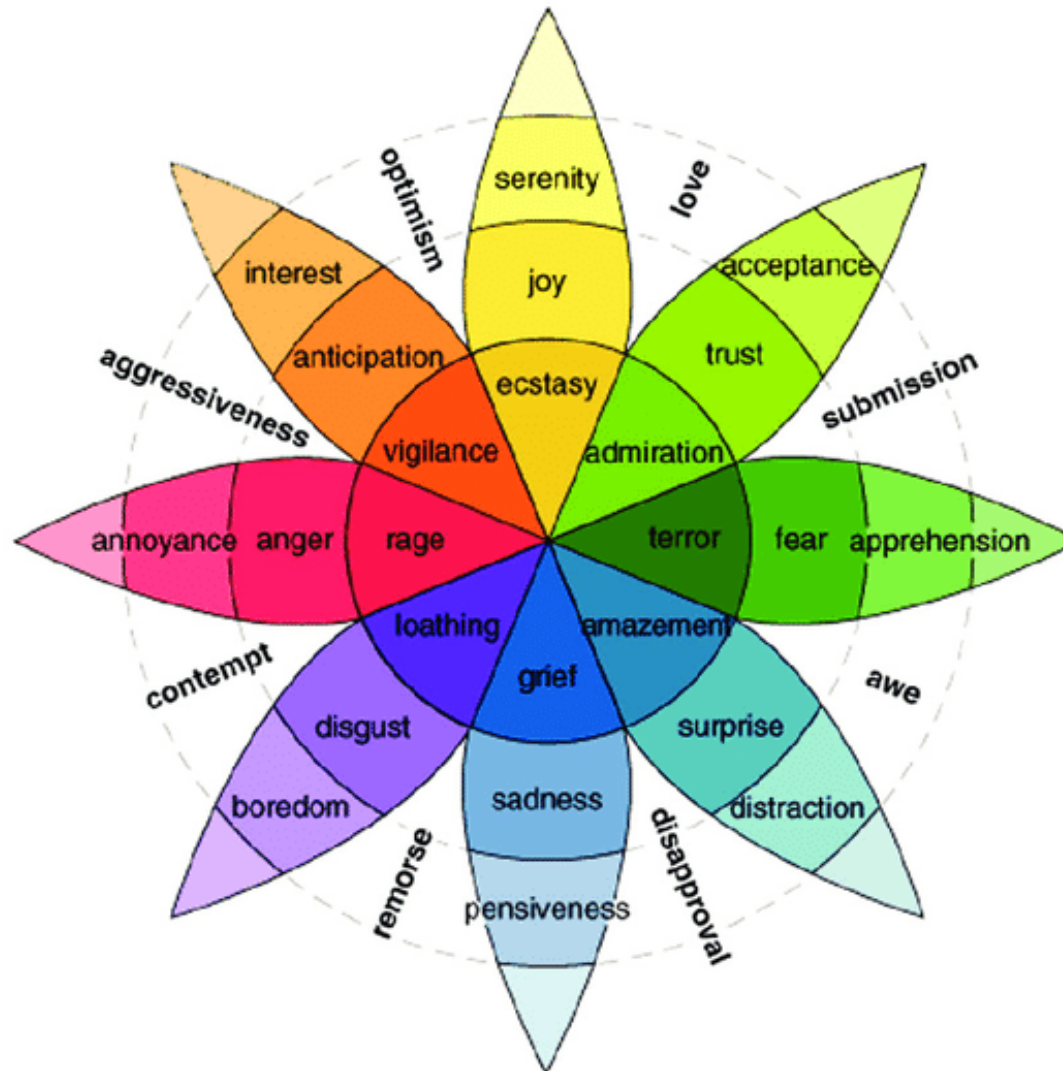 serenity
optimism
love
interest
joy
acceptance
anticipation
trust
ecstasy
aggressiveness
submission
vigilance
admiration
annoyance
anger
rage
terror
fear
apprehension
loathing
amazement
contempt
grief
awe
disgust
surprise
boredom
sadness
distraction
remorse
disapproval
pensiveness